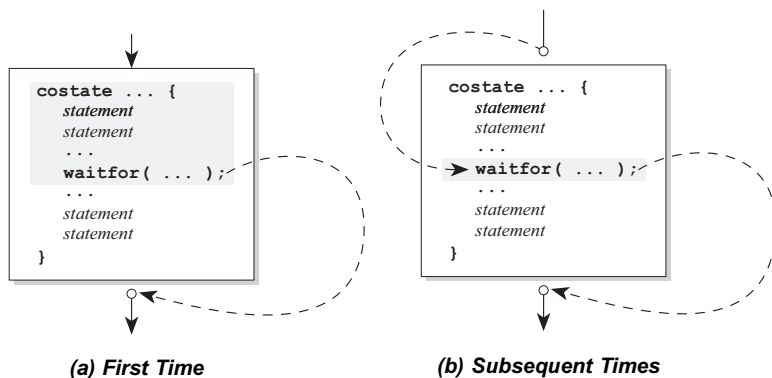 costate ... {
statement
statement
...
waitfor( ... );
...
statement
statement
}
(a) First Time
costate ... {
statement
statement
...
waitfor( ... );
...
statement
statement
}
(b) Subsequent Times